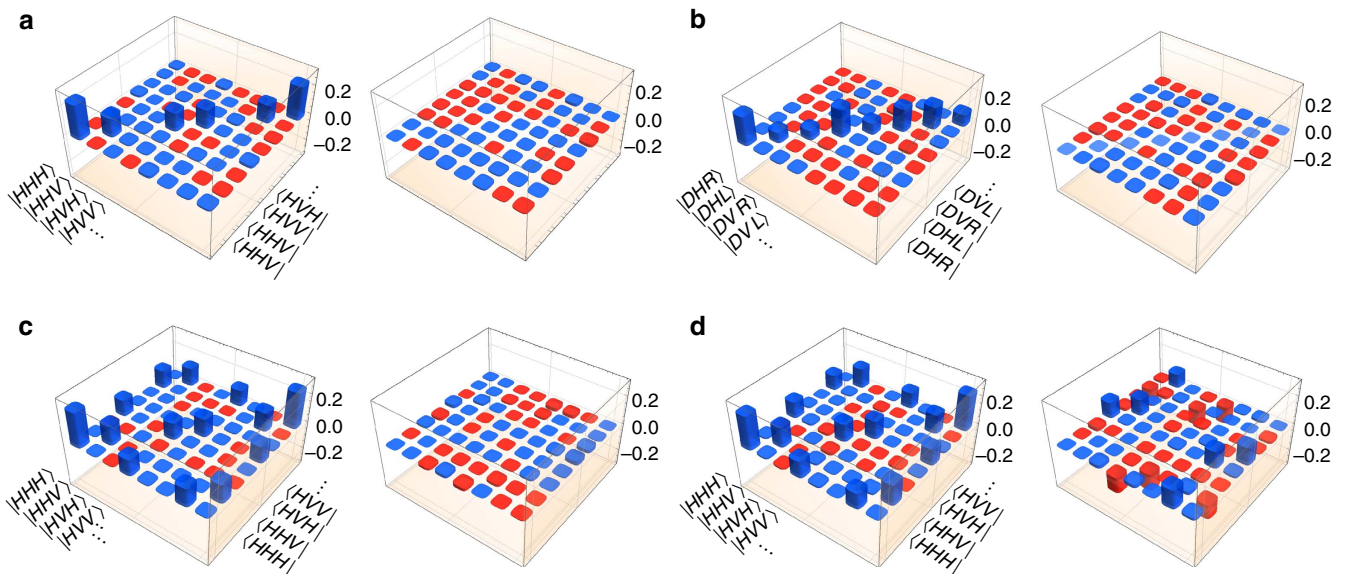 a
0.2
0.0
−0.2
|HHH⟩
|HHV⟩
|HVH⟩
|HVV⟩
...
...
⟨HVH|
⟨HVV|
⟨HHV|
⟨HHV|
0.2
0.0
−0.2
b
0.2
0.0
−0.2
|DHR⟩
|DHL⟩
|DVR⟩
|DVL⟩
...
...
⟨DVL|
⟨DVR|
⟨DHL|
⟨DHR|
0.2
0.0
−0.2
c
0.2
0.0
−0.2
|HHH⟩
|HHV⟩
|HVH⟩
|HVV⟩
...
...
⟨HVV|
⟨HVH|
⟨HHV|
⟨HHH|
0.2
0.0
−0.2
d
0.2
0.0
−0.2
|HHH⟩
|HHV⟩
|HVH⟩
|HV⟩
...
...
⟨HVV|
⟨HVH|
⟨HHV|
⟨HHH|
0.2
0.0
−0.2